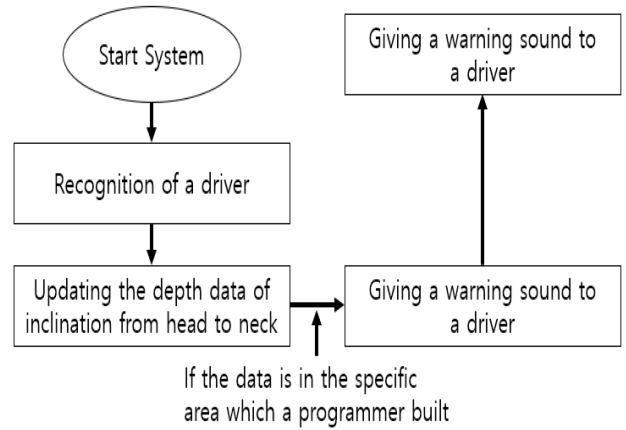 Start System
Recognition of a driver
Updating the depth data of
inclination from head to neck
If the data is in the specific
area which a programmer built
Giving a warning sound to
a driver
Giving a warning sound to
a driver